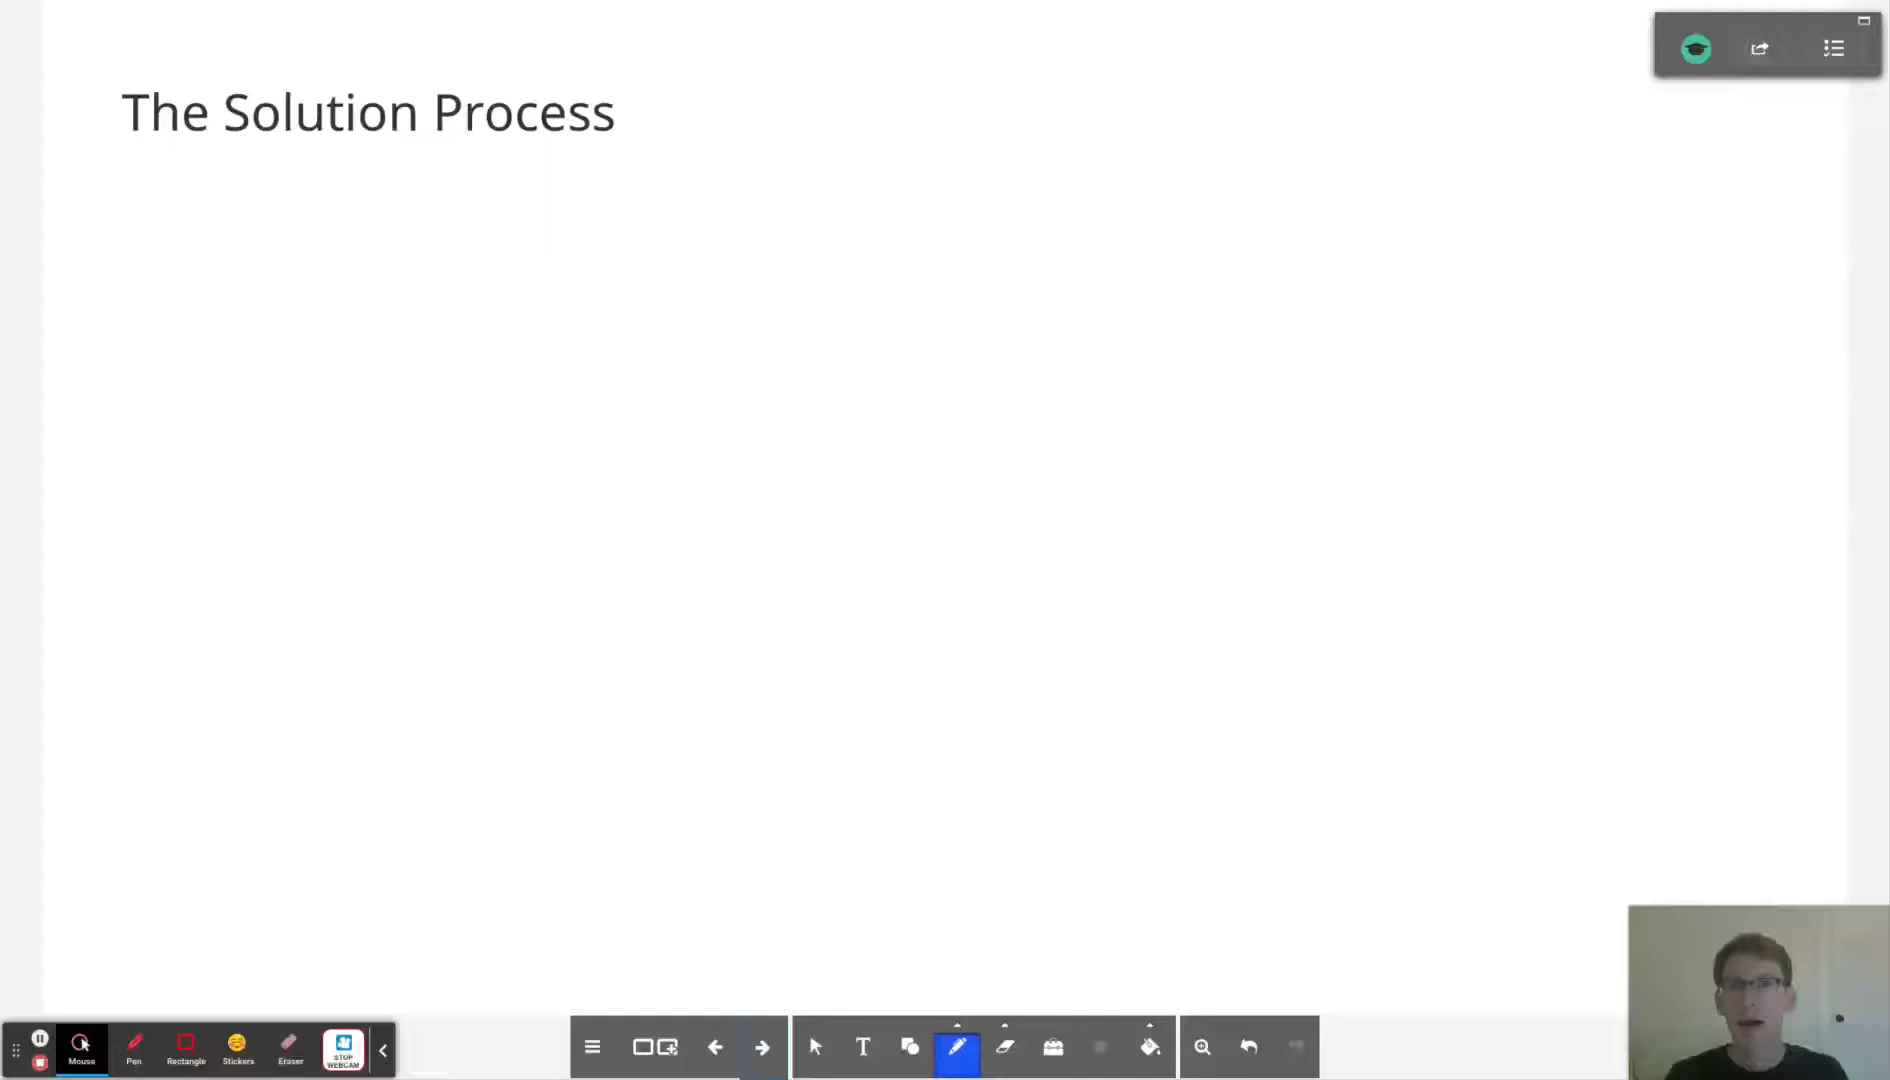 The Solution Process
Mouse
Pen
Rectangle
Stickers
Eraser
STOP
WEBCAM
T